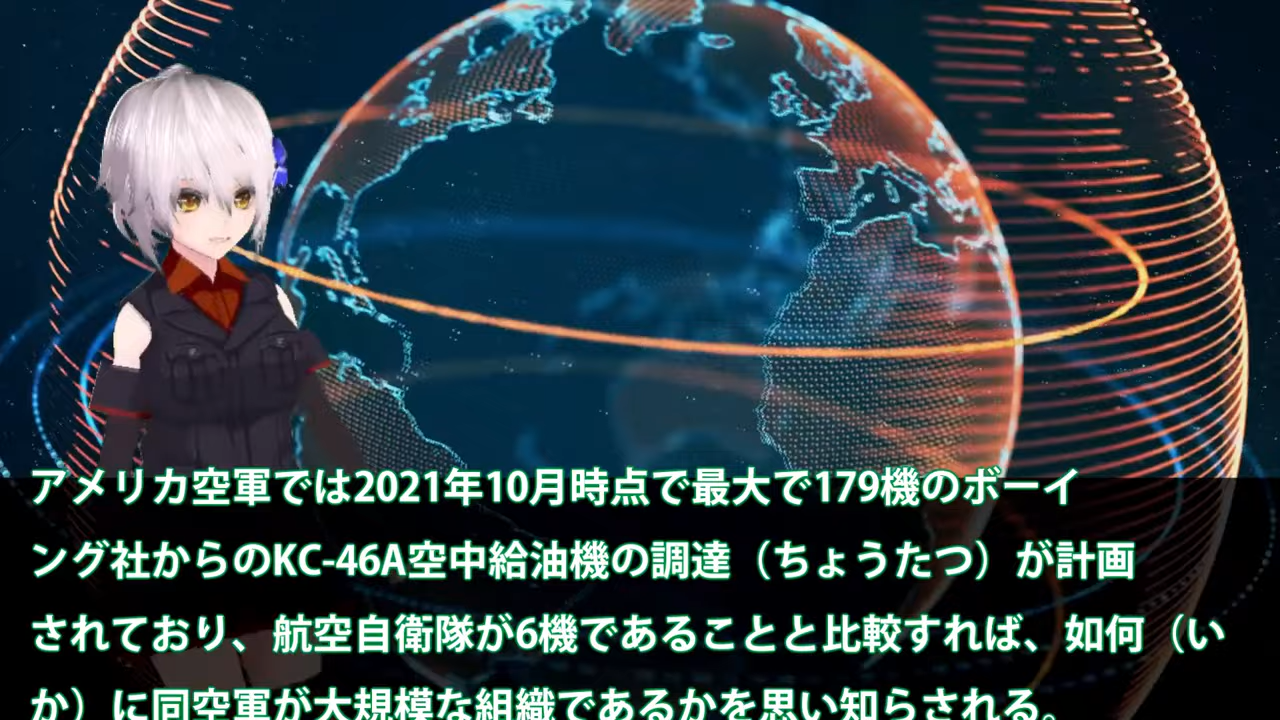 アメリカ空軍では2021年10月時点で最大で179機のボーイ
ング社からのKC-46A空中給油機の調達（ちょうたつ）が計画
されており、航空自衛隊が6機であることと比較すれば、如何（い
か）に同空軍が大規模な組織であるかを思い知らされる。